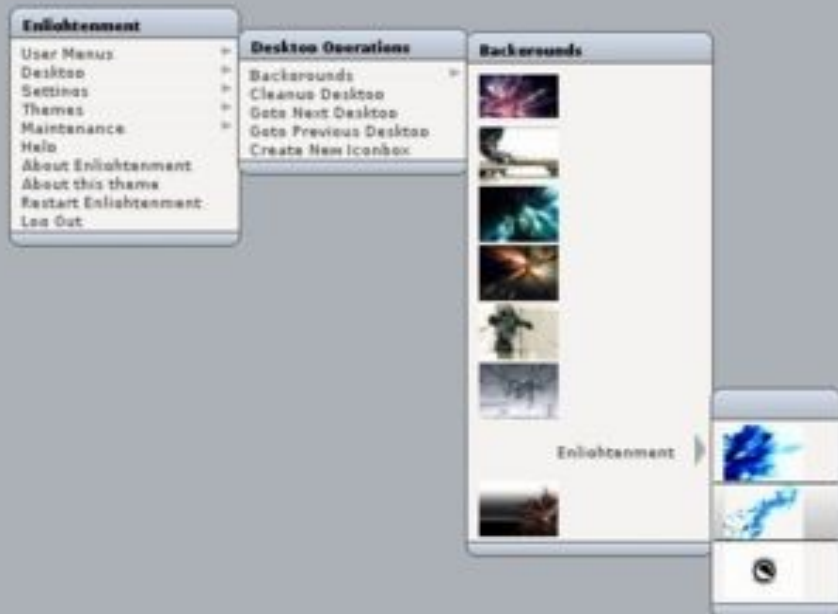 Enlightenment
User Menus
Desktop
Settings
Themes
Maintenance
Help
About Enlightenment
About this theme
Restart Enlightenment
Log Out
Desktop Operations
Backgrounds
Cleanup Desktop
Goto Next Desktop
Goto Previous Desktop
Create New Iconbox
Backgrounds
Enlightenment